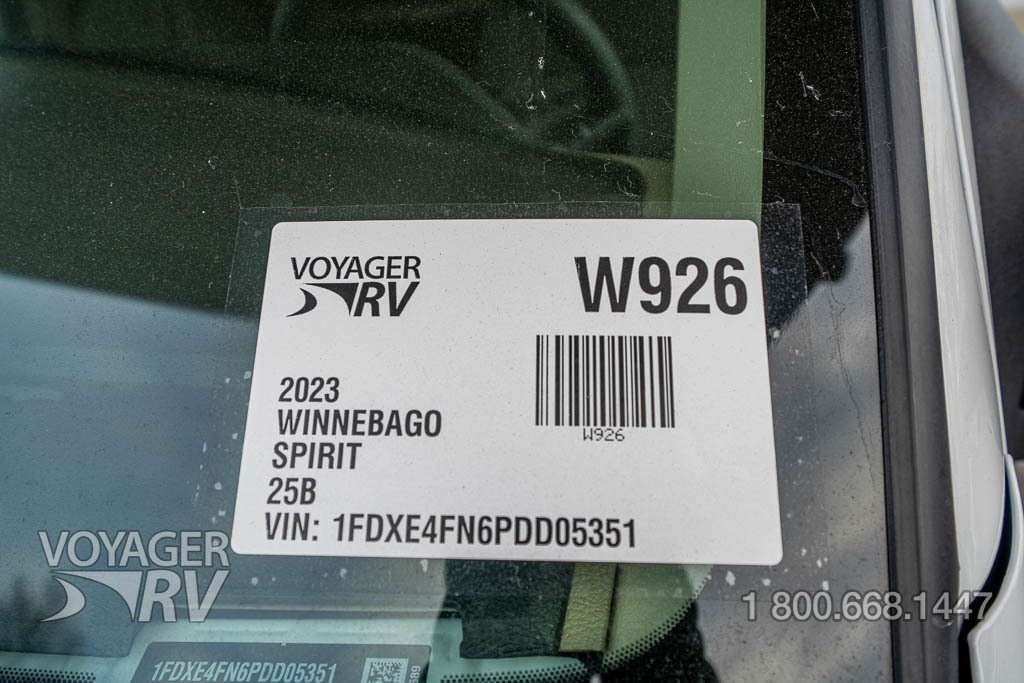 VOYAGER
RV
W926
W926
2023
WINNEBAGO
SPIRIT
25B
VIN: 1FDXE4FN6PDD05351
VOYAGER
RV
1 800.668.1447
1FDXE4FN6PDD05351